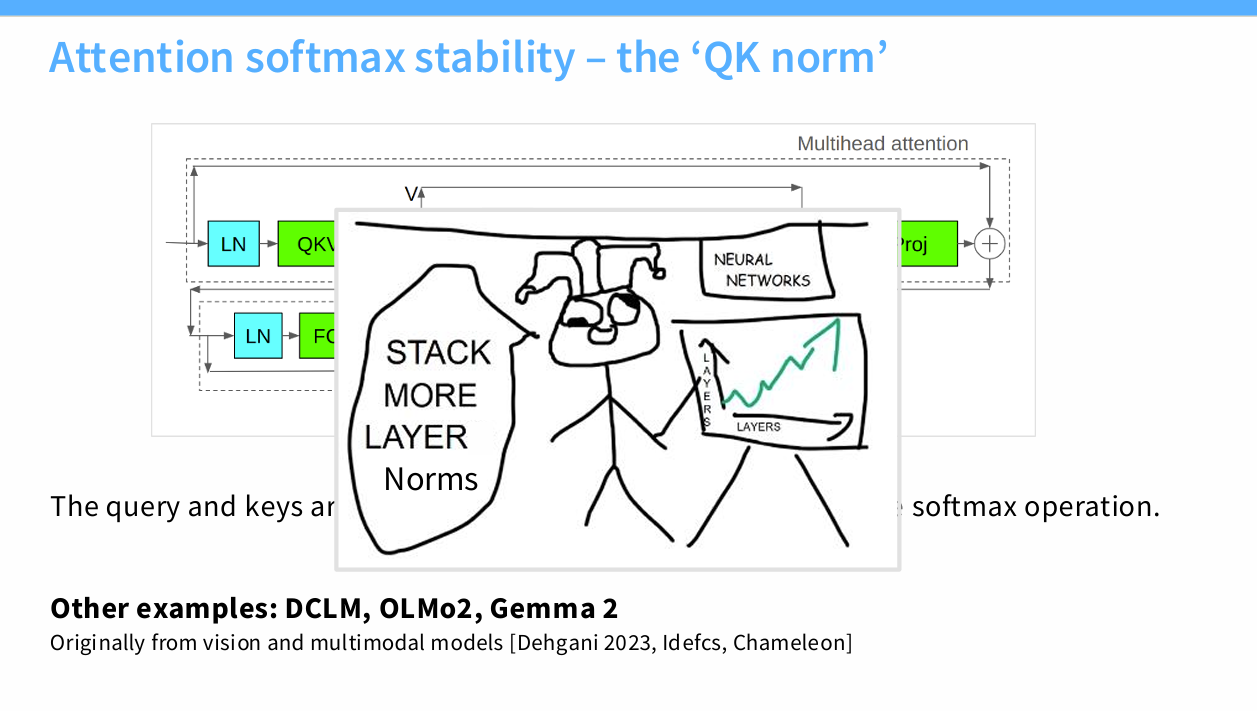 Attention softmax stability – the ‘QK norm’
Multihead attention
V
LN
QKV
Proj
LN
FC
NEURAL
NETWORKS
STACK
MORE
LAYER
Norms
LAYERS
LAYERS
The query and keys ar
softmax operation.
Other examples: DCLM, OLMo2, Gemma 2
Originally from vision and multimodal models [Dehgani 2023, Idefcs, Chameleon]